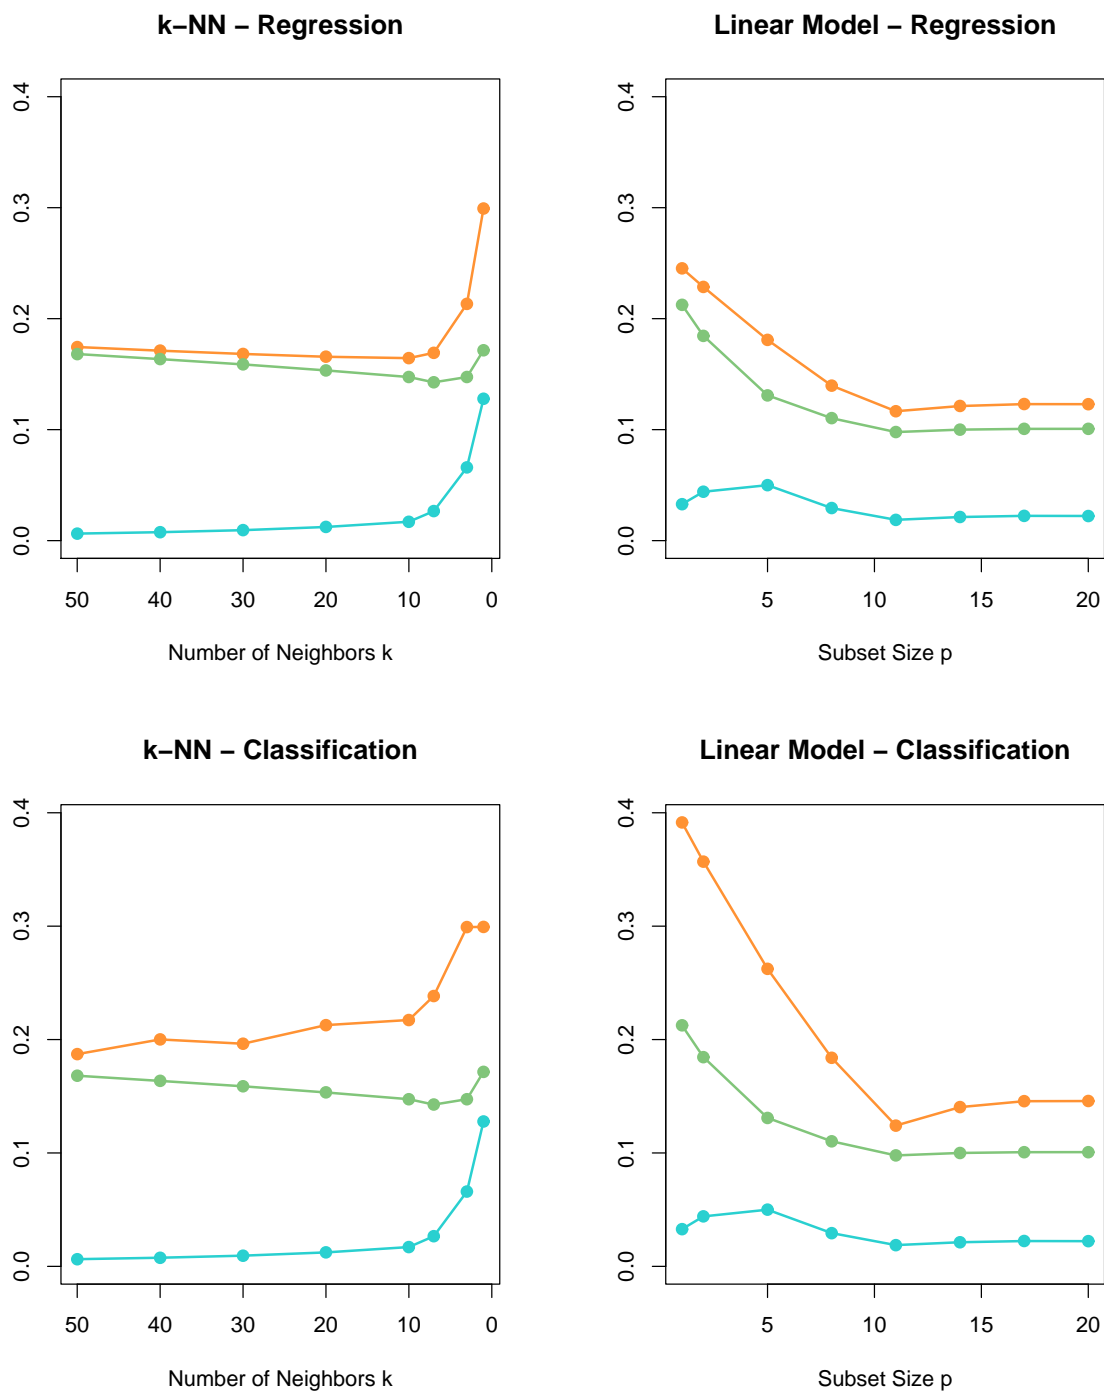 k−NN − Regression
0.0 0.1 0.2 0.3 0.4
50 40 30 20 10 0
Number of Neighbors k
Linear Model − Regression
0.0 0.1 0.2 0.3 0.4
5 10 15 20
Subset Size p
k−NN − Classification
0.0 0.1 0.2 0.3 0.4
50 40 30 20 10 0
Number of Neighbors k
Linear Model − Classification
0.0 0.1 0.2 0.3 0.4
5 10 15 20
Subset Size p